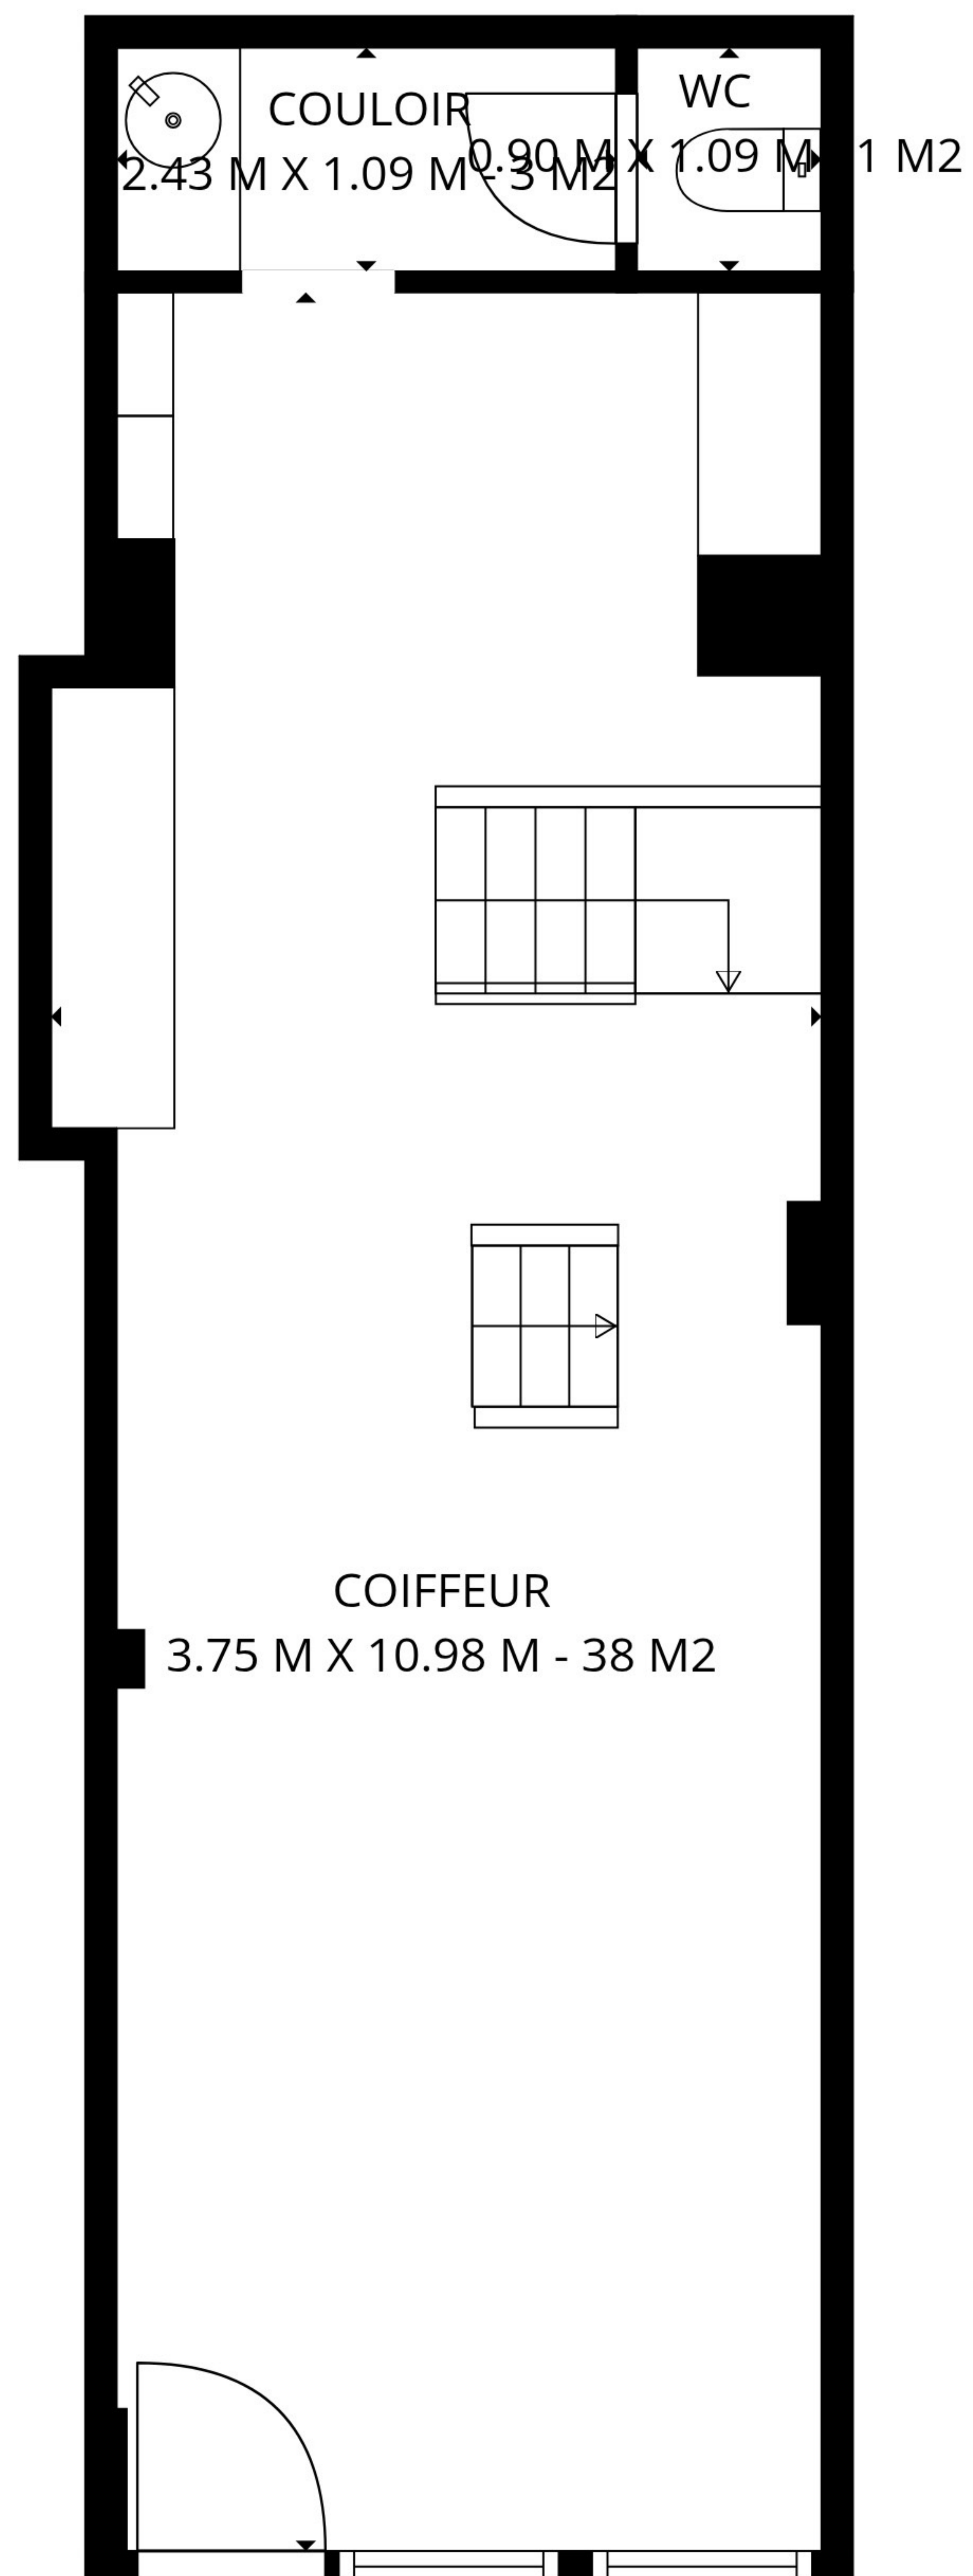 COULOIR
2.43 M X 1.09 M - 3 M2
WC
0.90 M X 1.09 M - 1 M2
COIFFEUR
3.75 M X 10.98 M - 38 M2